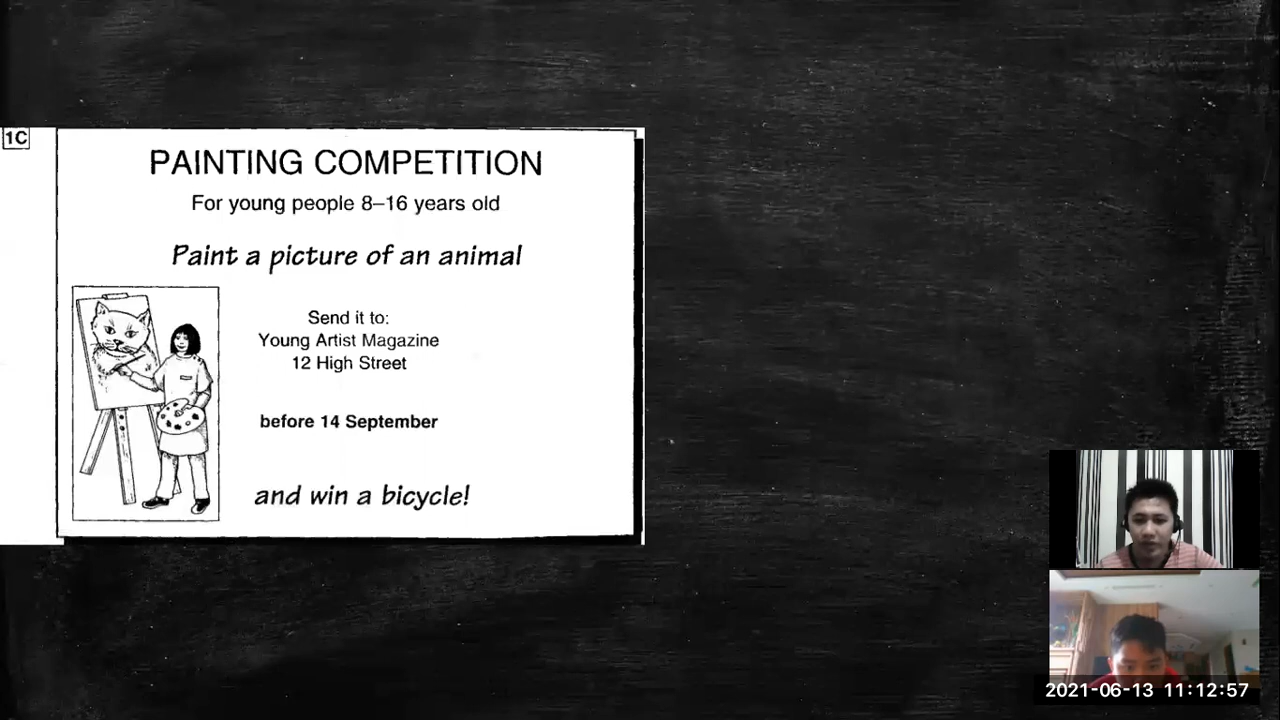 1C
PAINTING COMPETITION
For young people 8–16 years old
Paint a picture of an animal
Send it to:
Young Artist Magazine
12 High Street
before 14 September
and win a bicycle!
2021-06-13 11:12:57